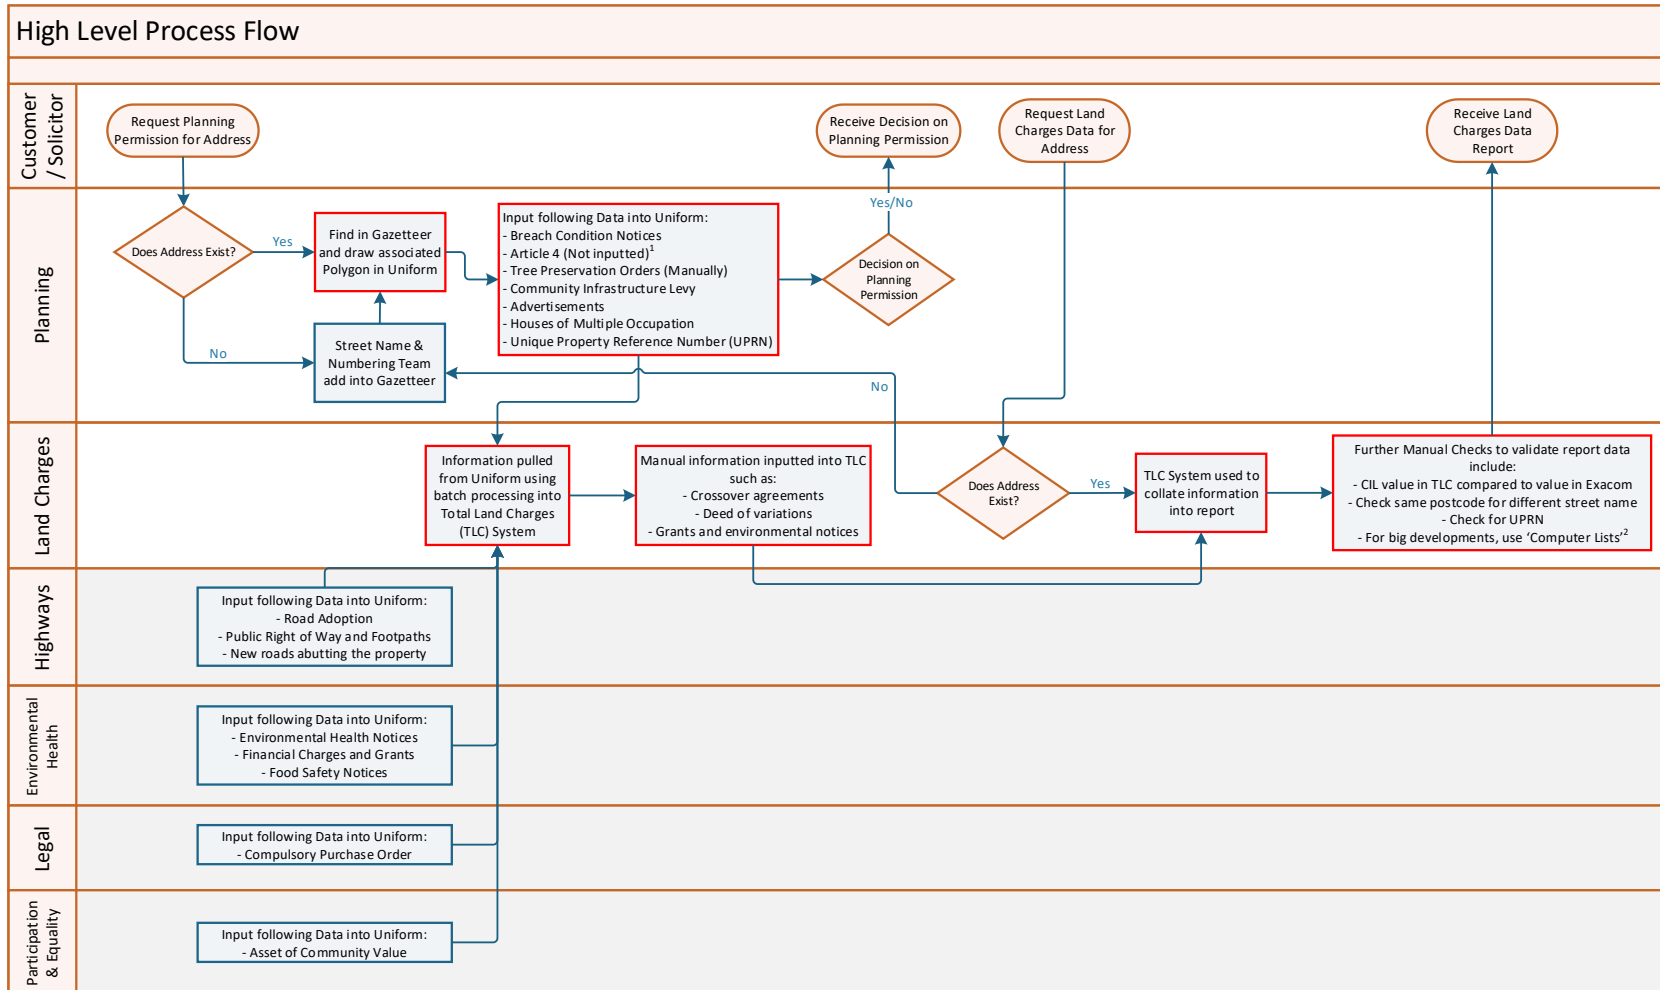 High Level Process Flow
Customer
/ Solicitor
Request Planning
Permission for Address
Receive Decision on
Planning Permission
Request Land
Charges Data for
Address
Receive Land
Charges Data
Report
Planning
Does Address Exist?
Yes
No
Find in Gazetteer
and draw associated
Polygon in Uniform
Street Name &
Numbering Team
add into Gazetteer
Input following Data into Uniform:
- Breach Condition Notices
- Article 4 (Not inputted)¹
- Tree Preservation Orders (Manually)
- Community Infrastructure Levy
- Advertisements
- Houses of Multiple Occupation
- Unique Property Reference Number (UPRN)
Yes/No
Decision on
Planning
Permission
No
Land Charges
Information pulled
from Uniform using
batch processing into
Total Land Charges
(TLC) System
Manual information inputted into TLC
such as:
- Crossover agreements
- Deed of variations
- Grants and environmental notices
Does Address
Exist?
Yes
TLC System used to
collate information
into report
Further Manual Checks to validate report data
include:
- CIL value in TLC compared to value in Exacom
- Check same postcode for different street name
- Check for UPRN
- For big developments, use ‘Computer Lists’²
Highways
Input following Data into Uniform:
- Road Adoption
- Public Right of Way and Footpaths
- New roads abutting the property
Environmental
Health
Input following Data into Uniform:
- Environmental Health Notices
- Financial Charges and Grants
- Food Safety Notices
Legal
Input following Data into Uniform:
- Compulsory Purchase Order
Participation
& Equality
Input following Data into Uniform:
- Asset of Community Value